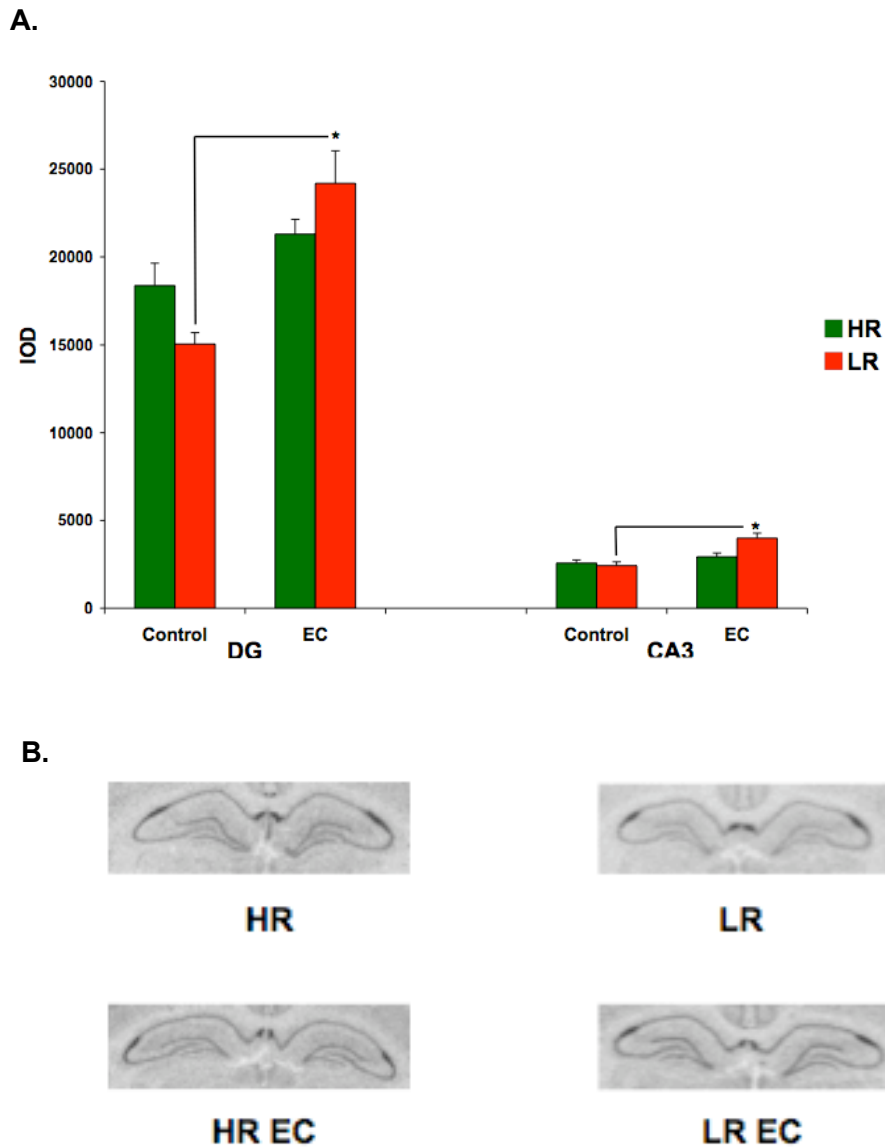 A.
30000
25000
20000
15000
10000
5000
0
IOD
*
*
HR
LR
Control
EC
Control
EC
DG
CA3
B.
HR
LR
HR EC
LR EC